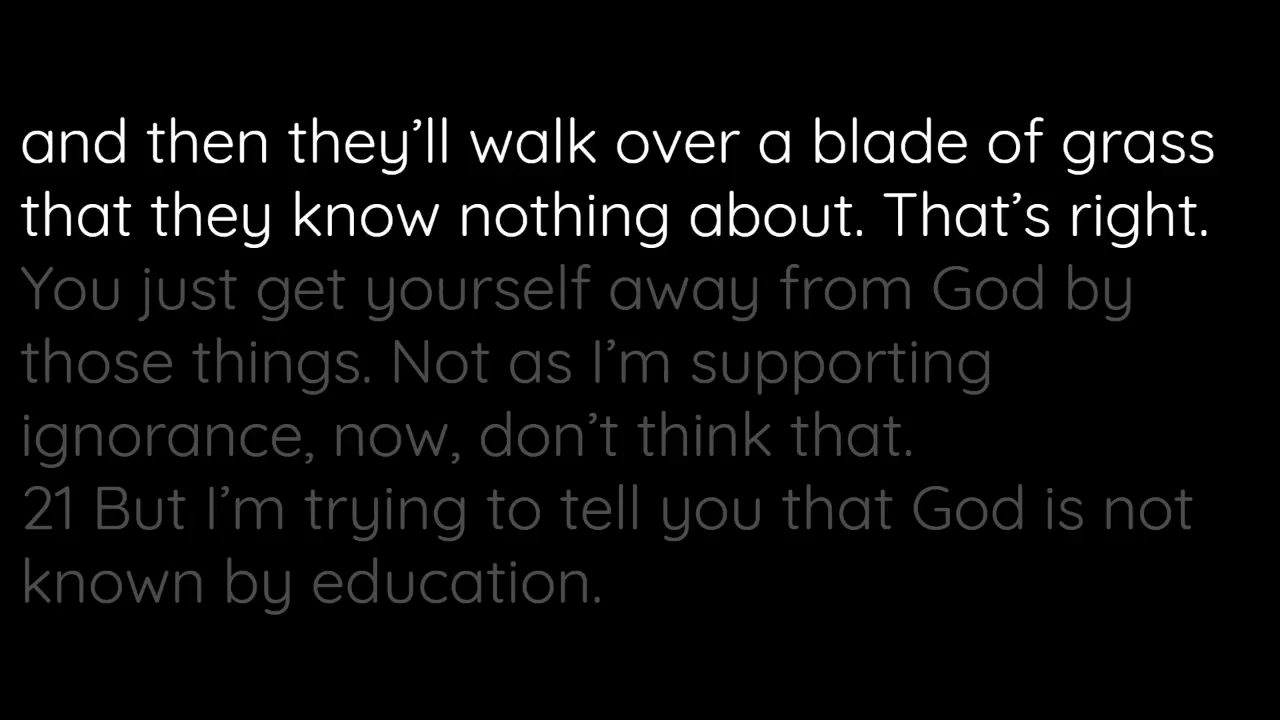 and then they’ll walk over a blade of grass
that they know nothing about. That’s right.
You just get yourself away from God by
those things. Not as I’m supporting
ignorance, now, don’t think that.
21 But I’m trying to tell you that God is not
known by education.